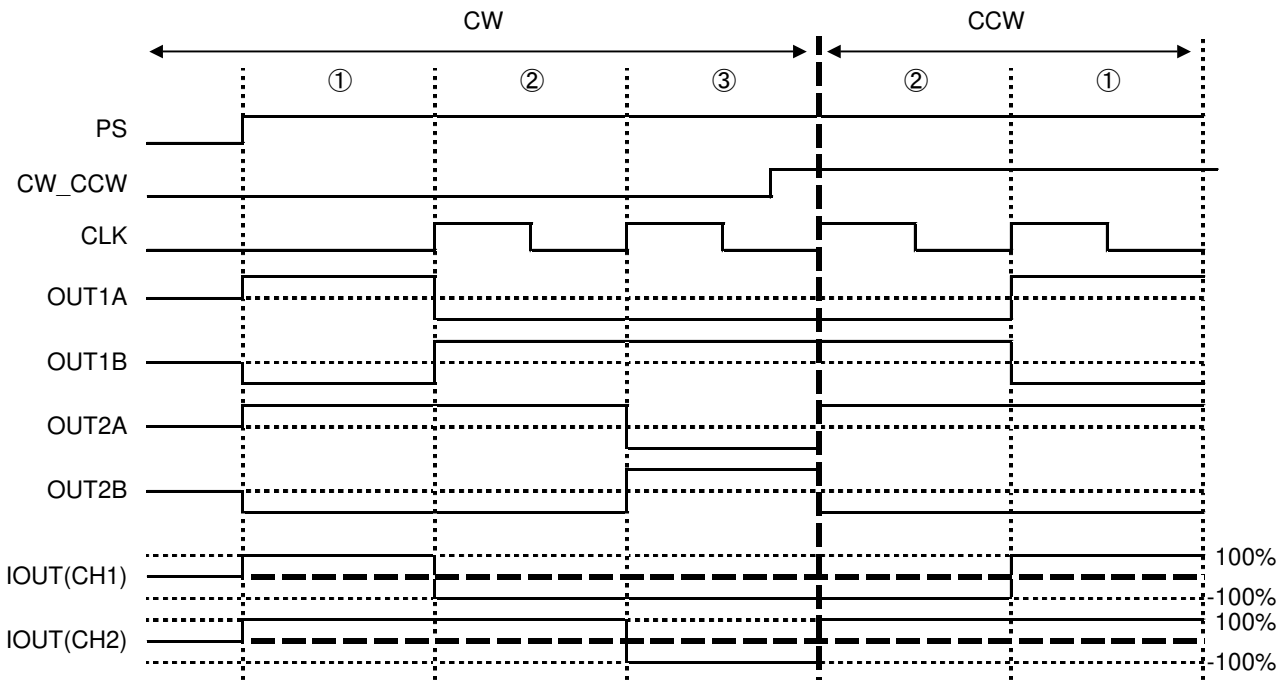 CW CCW
① ② ③ ② ①
PS
CW_CCW
CLK
OUT1A
OUT1B
OUT2A
OUT2B
IOUT(CH1) 100%
-100%
IOUT(CH2) 100%
-100%